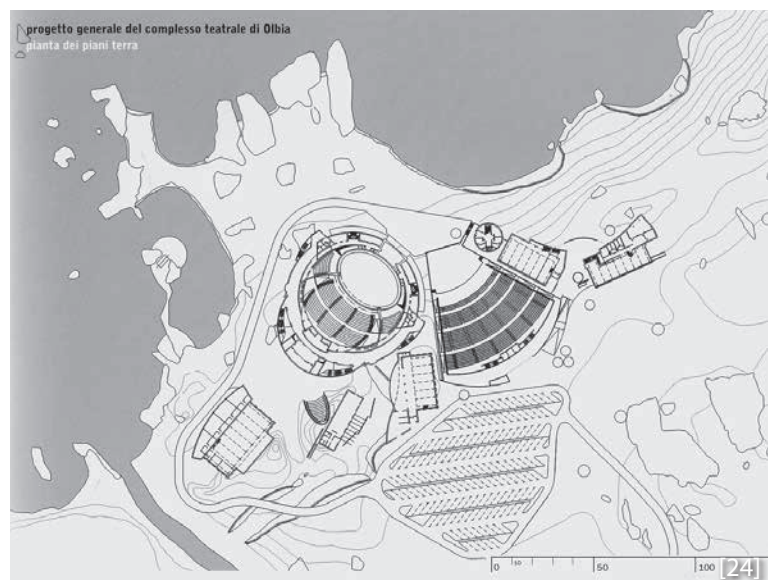 progetto generale del complesso teatrale di Olbia
pianta dei piani terra
0 10 50 100
[24]